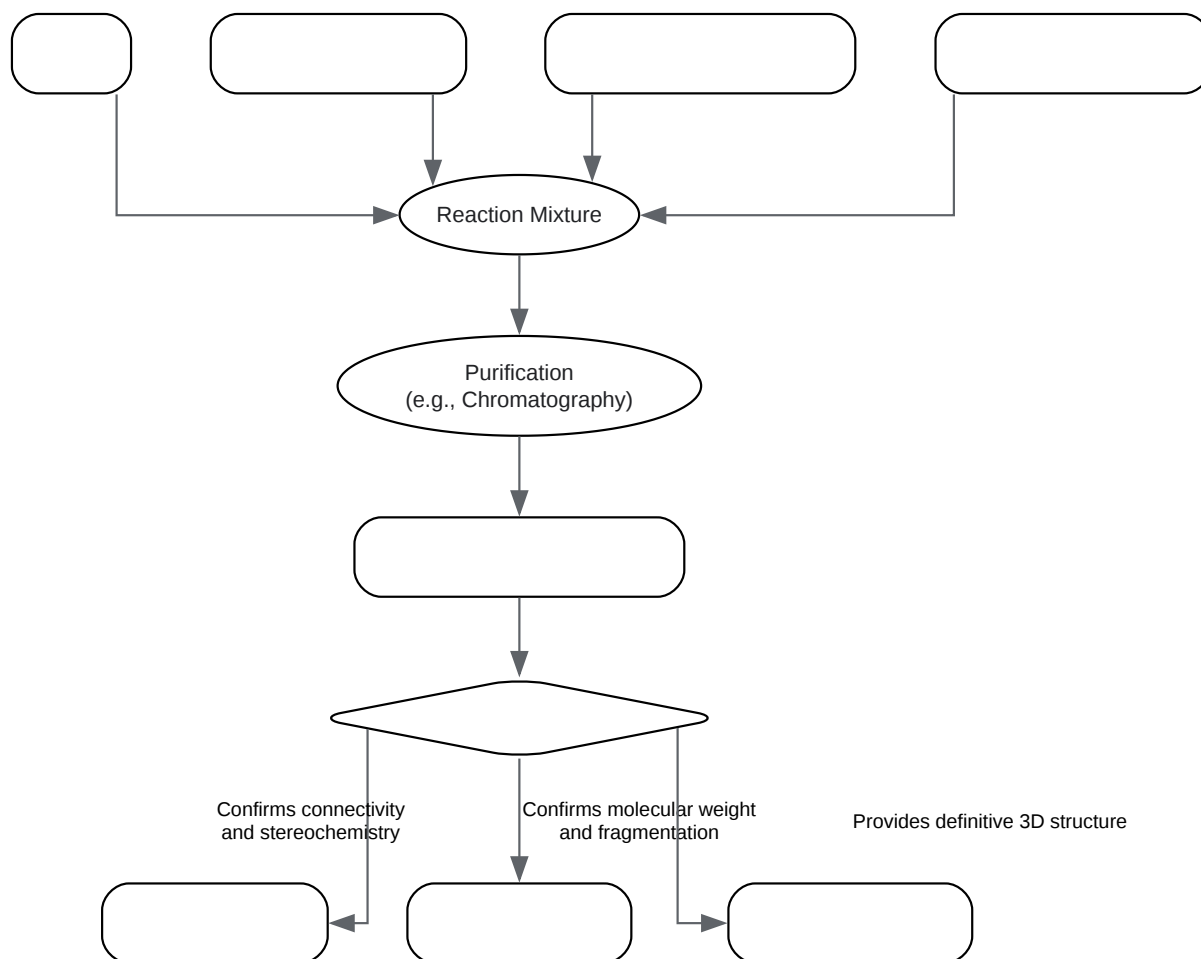 Reaction Mixture
Purification
(e.g., Chromatography)
Confirms connectivity
and stereochemistry
Confirms molecular weight
and fragmentation
Provides definitive 3D structure